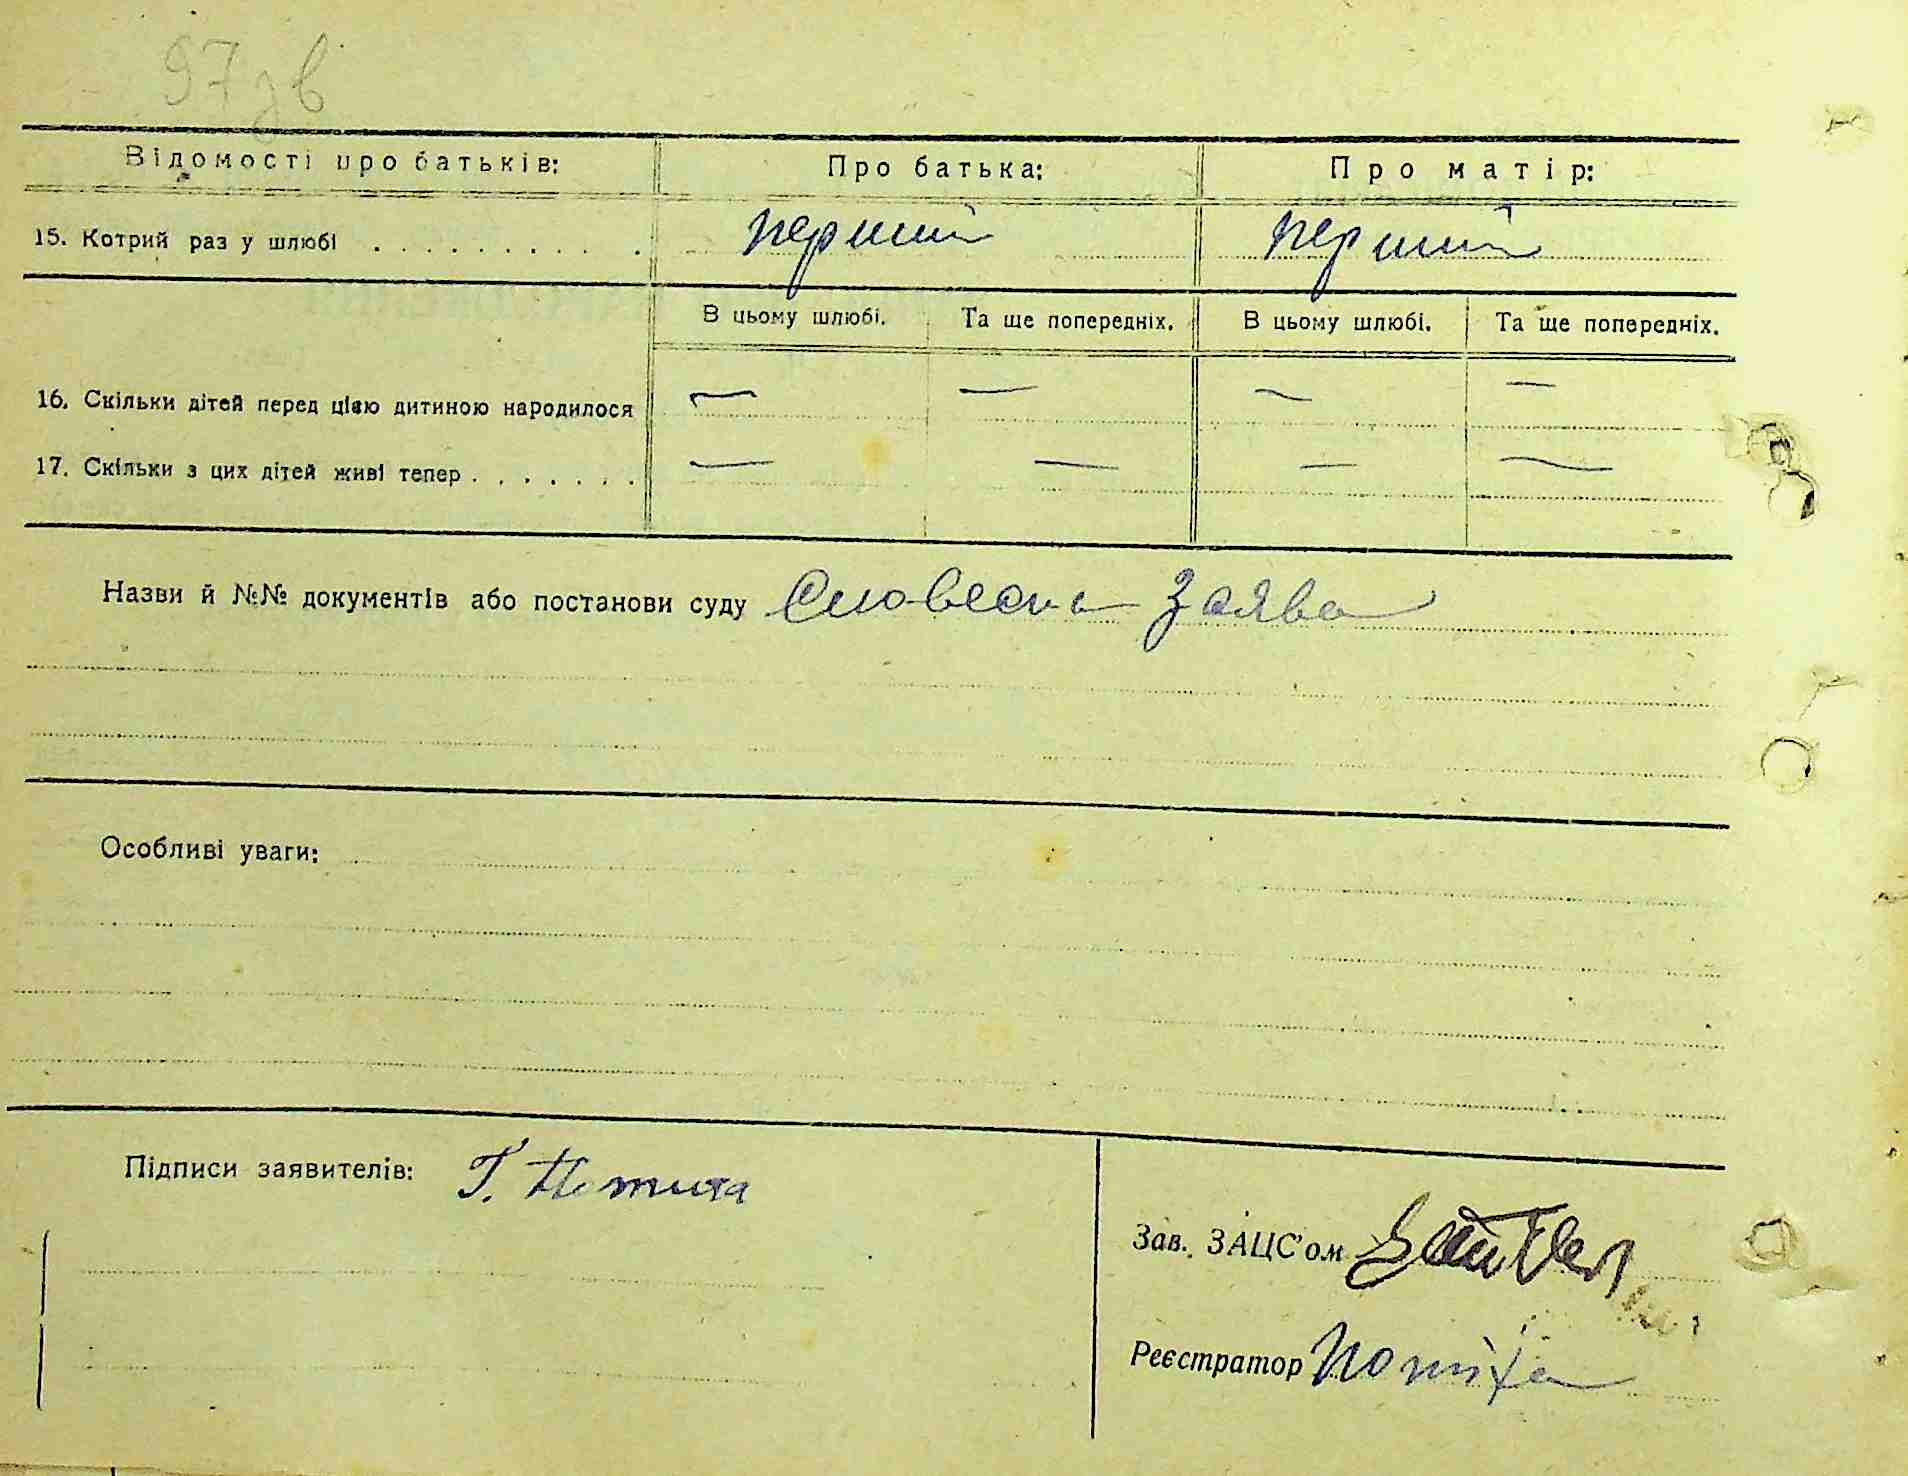 97 зв
Відомості про батьків: Про батька: Про матір:
15. Котрий раз у шлюбі . . . . . . . . . . перший перший
В цьому шлюбі. Та ще попередніх. В цьому шлюбі. Та ще попередніх.
16. Скільки дітей перед цією дитиною народилося — — — —
17. Скільки з цих дітей живі тепер . . . . . . . — — — —
Назви й №№ документів або постанови суду Словесна заява
Особливі уваги:
Підписи заявителів: Г.
Зав. ЗАЦС'ом
Реєстратор Потіха